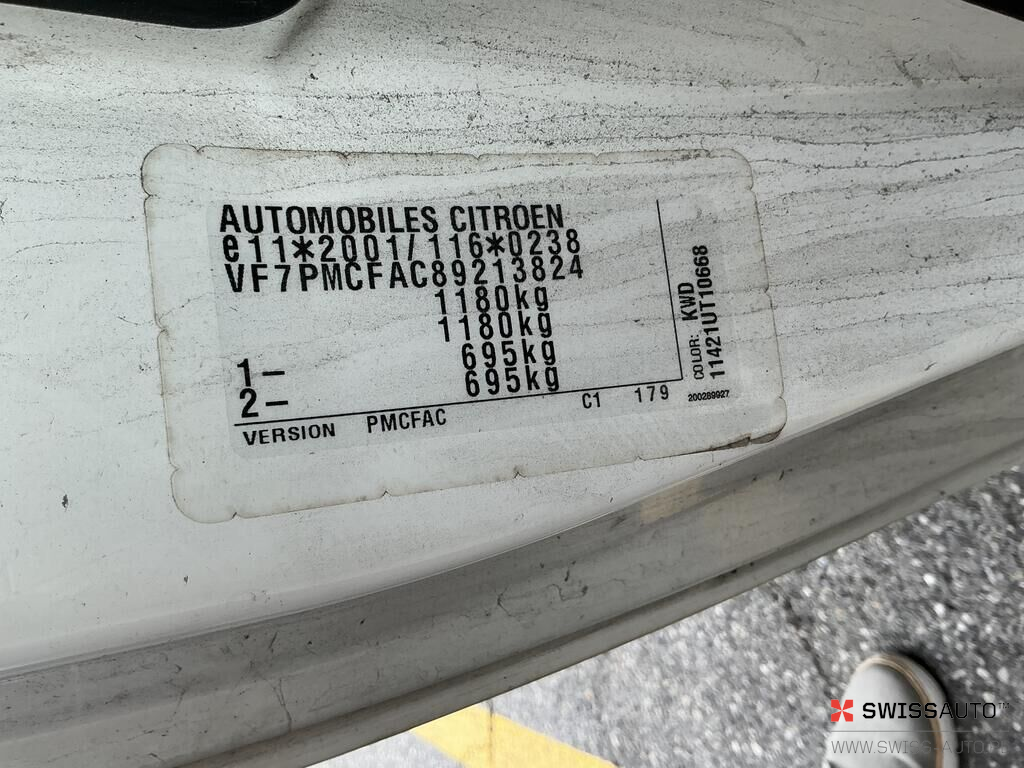 AUTOMOBILES CITROEN
e11*2001/116*0238
VF7PMCFAC89213824
1180kg
1180kg
1- 695kg
2- 695kg
VERSION PMCFAC C1 179
COLOR: KWD
11421UT10668
200289927
SWISSAUTO™